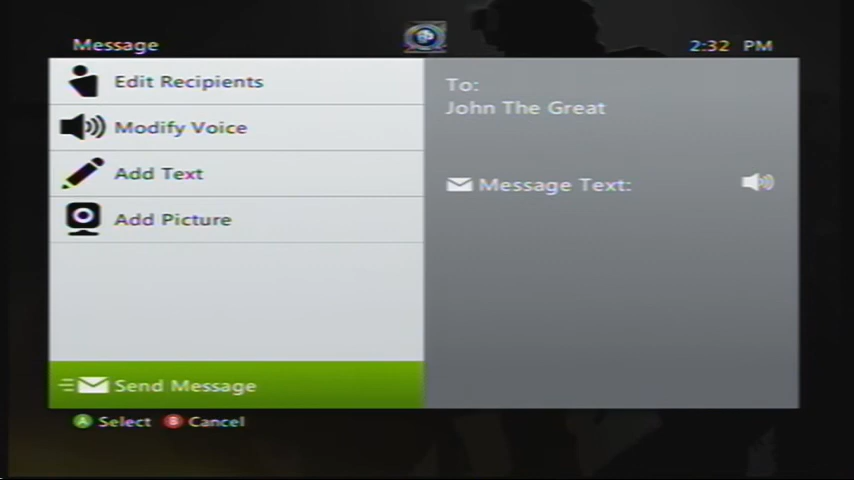 Message
2:32 PM
Edit Recipients
Modify Voice
Add Text
Add Picture
Send Message
To:
John The Great
Message Text:
A Select B Cancel